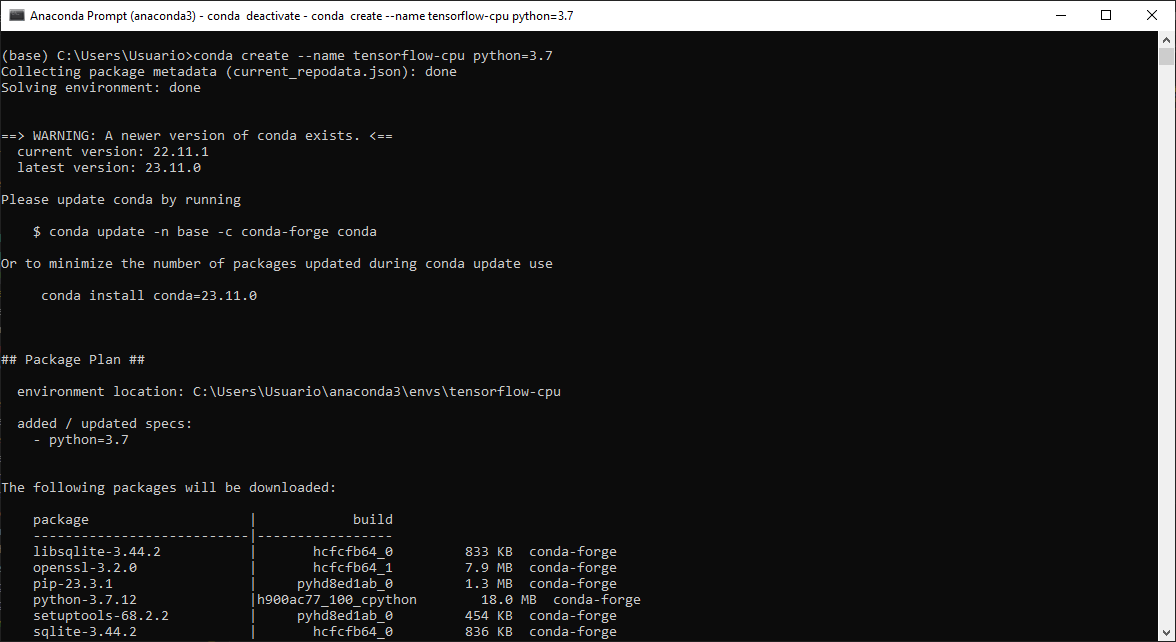 Anaconda Prompt (anaconda3) - conda  deactivate - conda  create --name tensorflow-cpu python=3.7
(base) C:\Users\Usuario>conda create --name tensorflow-cpu python=3.7
Collecting package metadata (current_repodata.json): done
Solving environment: done
==> WARNING: A newer version of conda exists. <==
  current version: 22.11.1
  latest version: 23.11.0
Please update conda by running
    $ conda update -n base -c conda-forge conda
Or to minimize the number of packages updated during conda update use
     conda install conda=23.11.0
## Package Plan ##
  environment location: C:\Users\Usuario\anaconda3\envs\tensorflow-cpu
  added / updated specs:
    - python=3.7
The following packages will be downloaded:
    package                    |            build
    ---------------------------|-----------------
    libsqlite-3.44.2           |       hcfcfb64_0         833 KB  conda-forge
    openssl-3.2.0              |       hcfcfb64_1         7.9 MB  conda-forge
    pip-23.3.1                 |     pyhd8ed1ab_0         1.3 MB  conda-forge
    python-3.7.12              |h900ac77_100_cpython        18.0 MB  conda-forge
    setuptools-68.2.2          |     pyhd8ed1ab_0         454 KB  conda-forge
    sqlite-3.44.2              |       hcfcfb64_0         836 KB  conda-forge